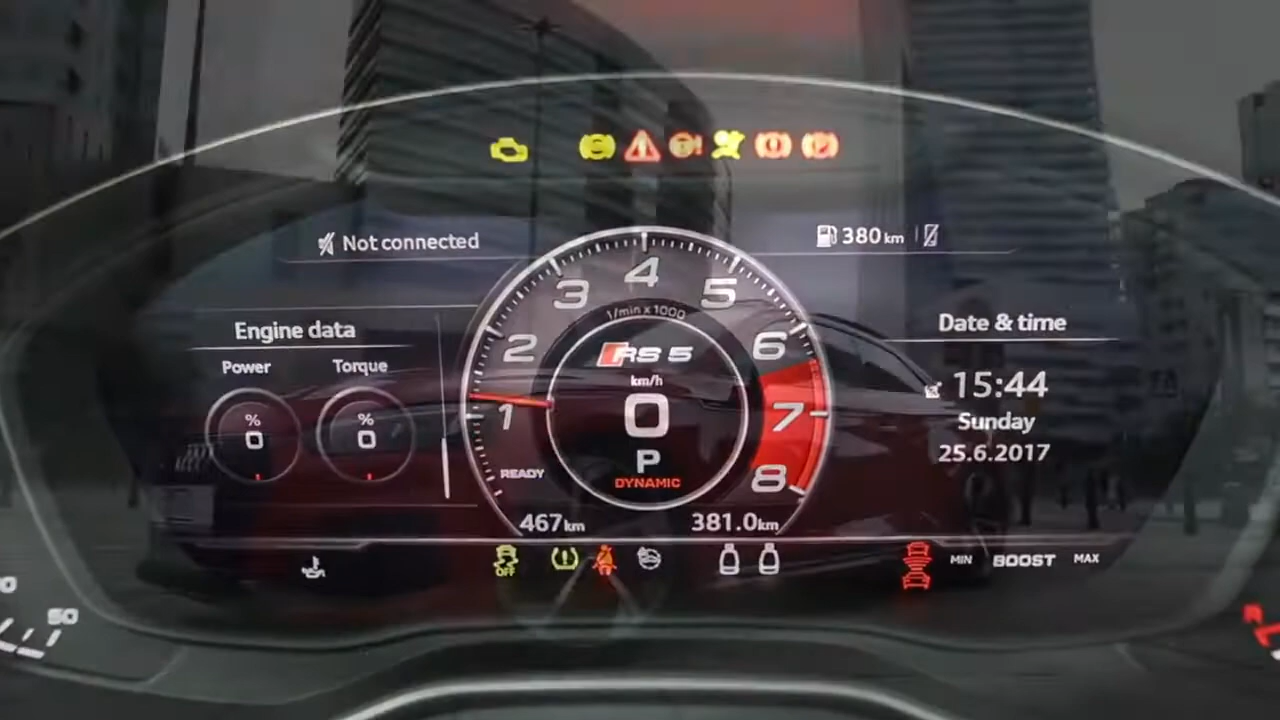 Not connected
380 km
Engine data
Power
Torque
%
0
%
0
1
2
3
4
5
6
7
8
1/min x 1000
RS 5
km/h
0
P
DYNAMIC
READY
467 km
381.0 km
Date & time
15:44
Sunday
25.6.2017
OFF
MIN BOOST MAX
50